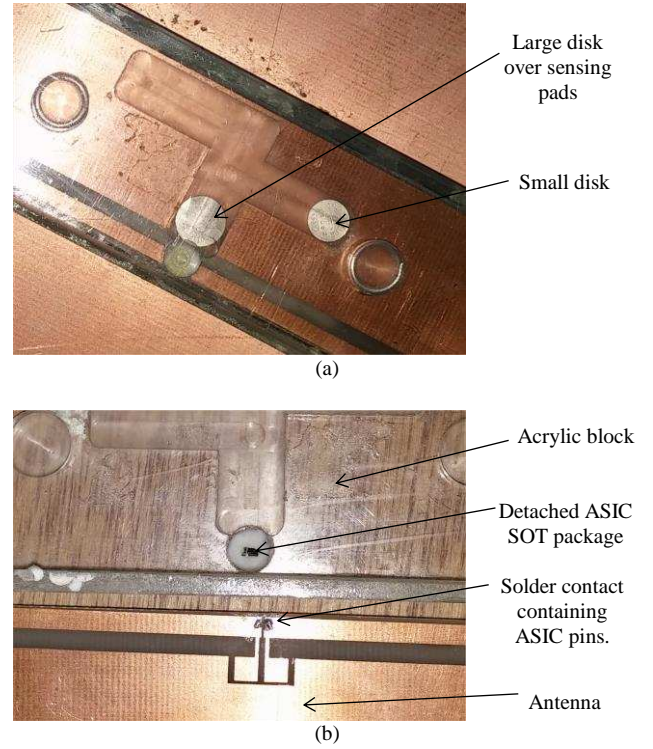 Large disk
over sensing
pads
Small disk
(a)
Acrylic block
Detached ASIC
SOT package
Solder contact
containing
ASIC pins.
Antenna
(b)